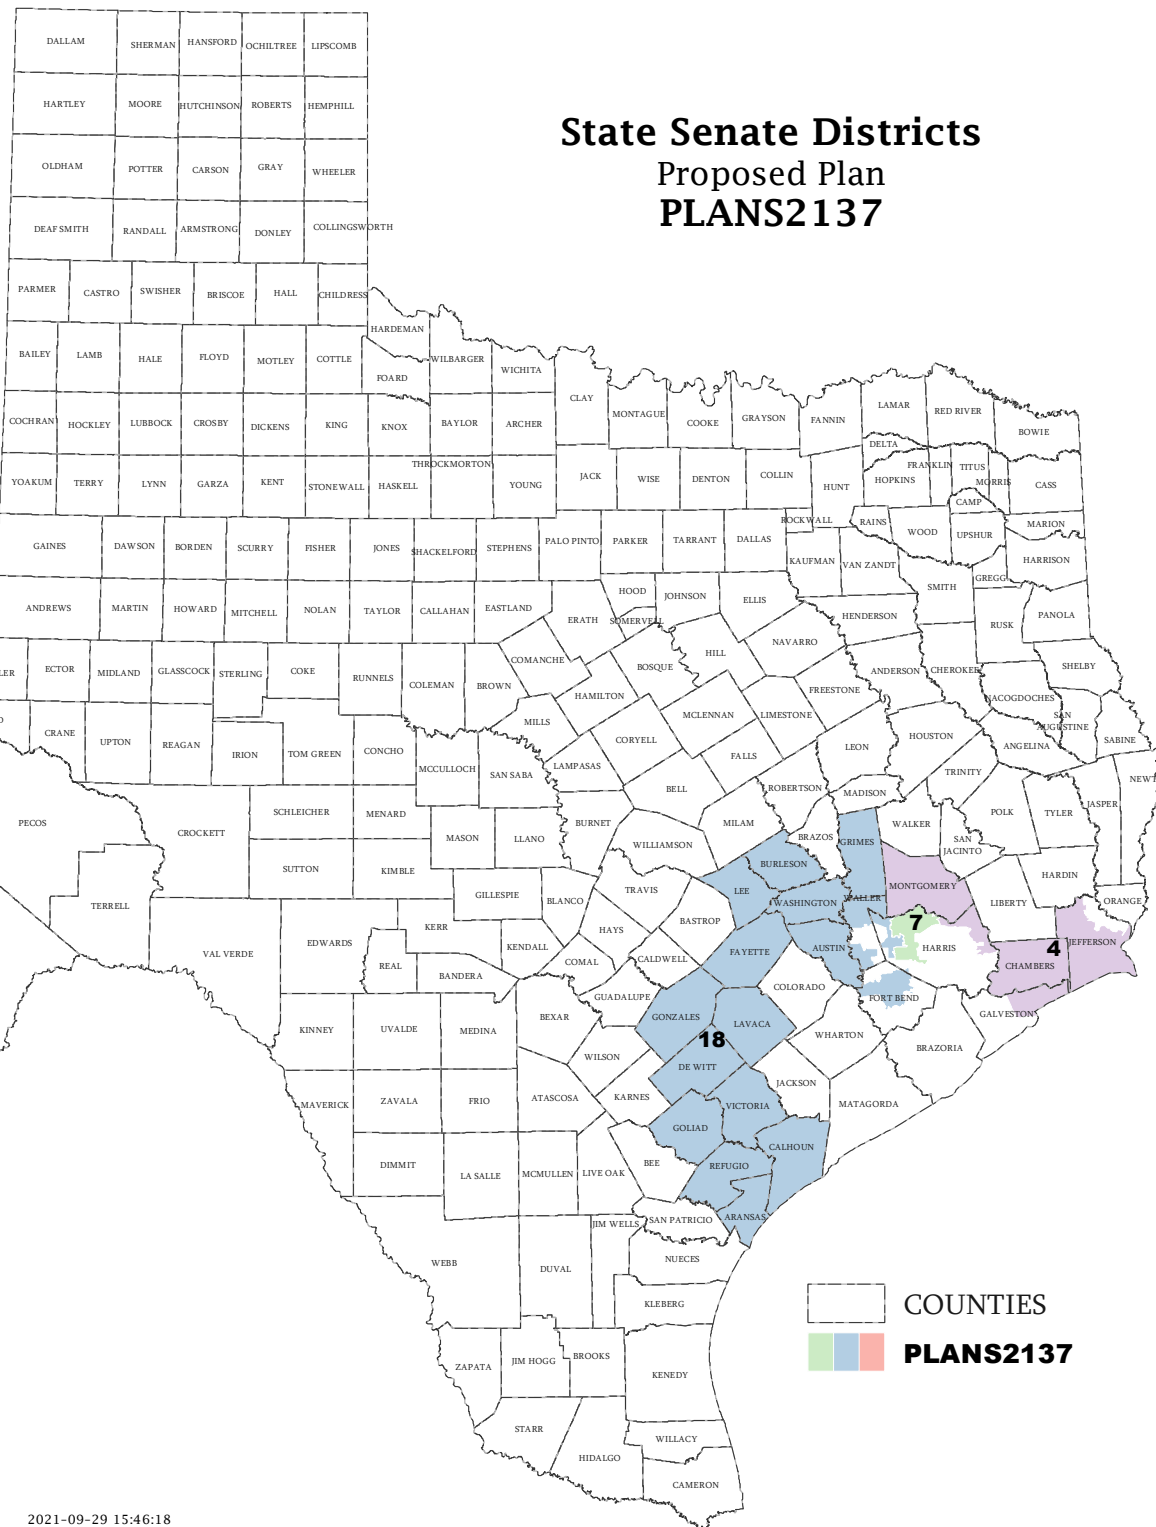 State Senate Districts
Proposed Plan
PLANS2137
DALLAM SHERMAN HANSFORD OCHILTREE LIPSCOMB
HARTLEY MOORE HUTCHINSON ROBERTS HEMPHILL
OLDHAM POTTER CARSON GRAY WHEELER
DEAF SMITH RANDALL ARMSTRONG DONLEY COLLINGSWORTH
PARMER CASTRO SWISHER BRISCOE HALL CHILDRESS
HARDEMAN
BAILEY LAMB HALE FLOYD MOTLEY COTTLE WILBARGER WICHITA
FOARD CLAY
MONTAGUE COOKE GRAYSON FANNIN LAMAR RED RIVER BOWIE
COCHRAN HOCKLEY LUBBOCK CROSBY DICKENS KING KNOX BAYLOR ARCHER
DELTA
THROCKMORTON FRANKLIN TITUS
YOAKUM TERRY LYNN GARZA KENT STONEWALL HASKELL YOUNG JACK WISE DENTON COLLIN HUNT HOPKINS MORRIS CASS
CAMP
ROCKWALL RAINS WOOD UPSHUR MARION
GAINES DAWSON BORDEN SCURRY FISHER JONES SHACKELFORD STEPHENS PALO PINTO PARKER TARRANT DALLAS
KAUFMAN VAN ZANDT SMITH GREGG HARRISON
ANDREWS MARTIN HOWARD MITCHELL NOLAN TAYLOR CALLAHAN EASTLAND ERATH HOOD JOHNSON ELLIS HENDERSON RUSK PANOLA
SOMERVELL
NAVARRO
LER ECTOR MIDLAND GLASSCOCK STERLING COKE RUNNELS COLEMAN BROWN COMANCHE BOSQUE HILL ANDERSON CHEROKEE SHELBY
HAMILTON FREESTONE NACOGDOCHES
CRANE UPTON REAGAN IRION TOM GREEN CONCHO MILLS CORYELL MCLENNAN LIMESTONE HOUSTON SAN AUGUSTINE SABINE
FALLS LEON ANGELINA
MCCULLOCH SAN SABA LAMPASAS BELL ROBERTSON MADISON TRINITY NEWT
PECOS CROCKETT SCHLEICHER MENARD MASON LLANO BURNET WILLIAMSON MILAM BRAZOS GRIMES WALKER SAN JACINTO POLK TYLER JASPER
SUTTON KIMBLE BURLESON HARDIN
TERRELL GILLESPIE BLANCO TRAVIS LEE WASHINGTON WALLER MONTGOMERY LIBERTY ORANGE
VAL VERDE EDWARDS KERR KENDALL HAYS BASTROP AUSTIN 7 HARRIS 4 JEFFERSON
REAL BANDERA COMAL CALDWELL FAYETTE CHAMBERS
GUADALUPE COLORADO FORT BEND GALVESTON
KINNEY UVALDE MEDINA BEXAR GONZALES LAVACA WHARTON BRAZORIA
18
WILSON DE WITT
MAVERICK ZAVALA FRIO ATASCOSA KARNES VICTORIA JACKSON MATAGORDA
GOLIAD
DIMMIT LA SALLE MCMULLEN LIVE OAK BEE REFUGIO CALHOUN
JIM WELLS SAN PATRICIO ARANSAS
WEBB DUVAL NUECES
KLEBERG
ZAPATA JIM HOGG BROOKS KENEDY
STARR HIDALGO WILLACY
CAMERON
COUNTIES
PLANS2137
2021-09-29 15:46:18